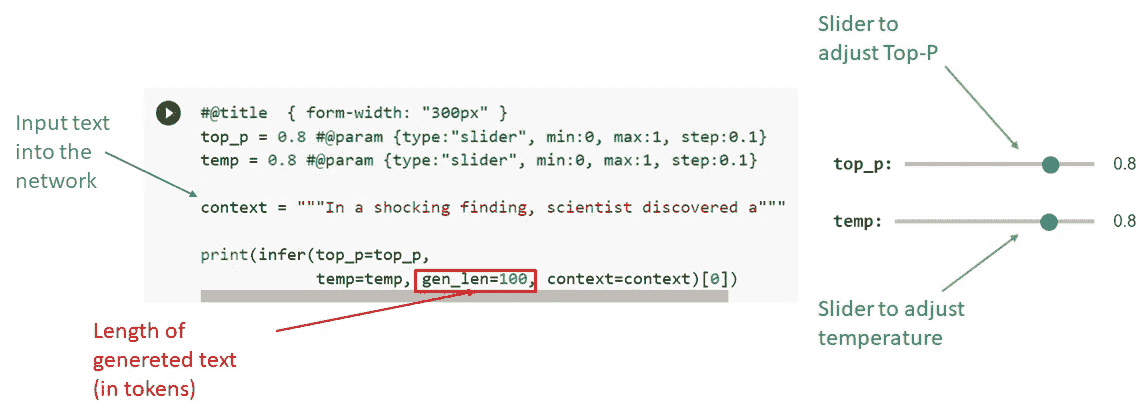 Slider to
adjust Top-P
Input text
into the
network
#@title  { form-width: "300px" }
top_p = 0.8 #@param {type:"slider", min:0, max:1, step:0.1}
temp = 0.8 #@param {type:"slider", min:0, max:1, step:0.1}
context = """In a shocking finding, scientist discovered a"""
print(infer(top_p=top_p,
temp=temp, gen_len=100, context=context)[0])
top_p: 0.8
temp: 0.8
Length of
genereted text
(in tokens)
Slider to adjust
temperature